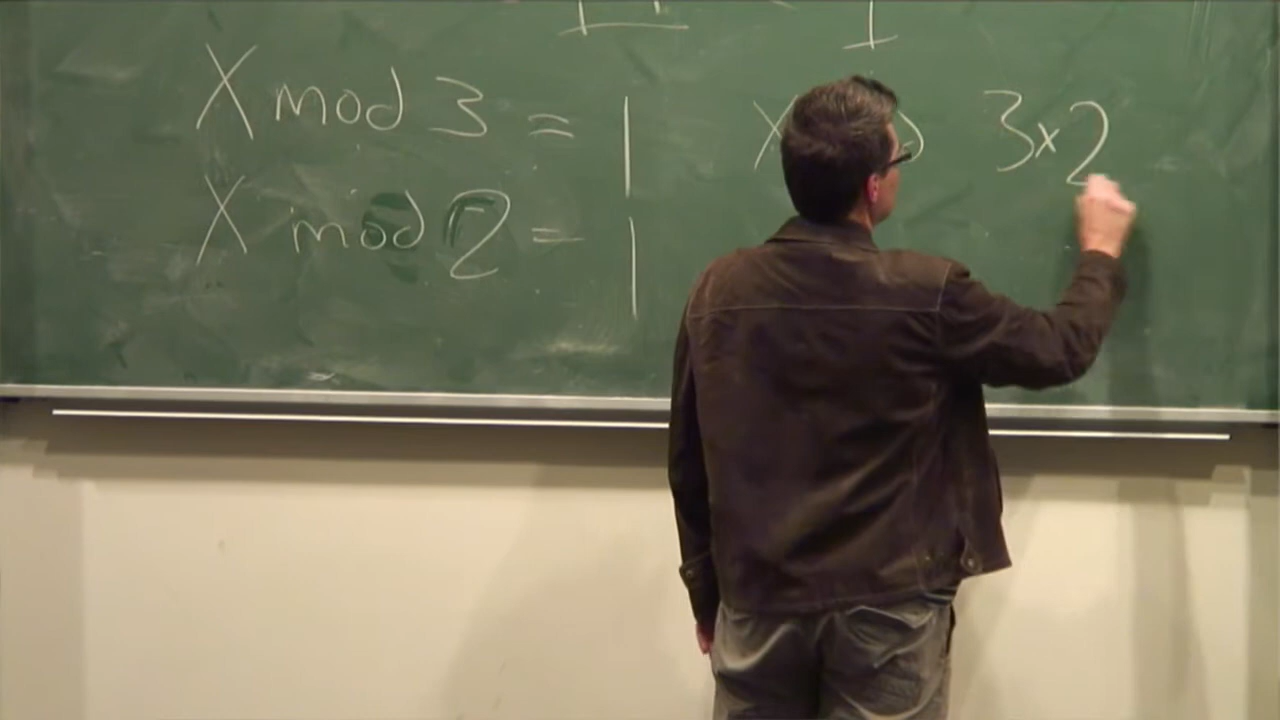 X mod 3 = 1
X mod 2 = 1
X 3x2